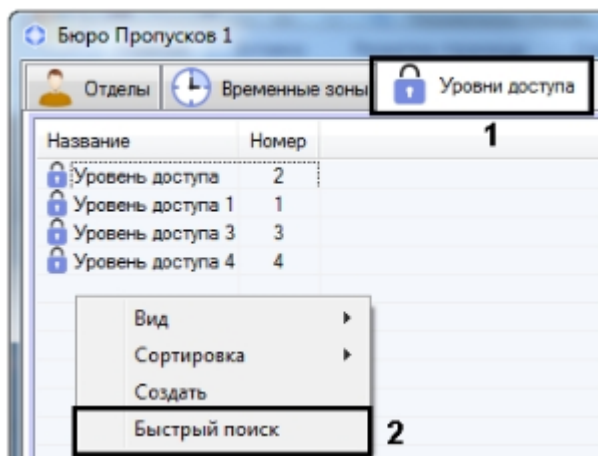 Бюро Пропусков 1
Отделы Временные зоны Уровни доступа
1
Название Номер
Уровень доступа 2
Уровень доступа 1 1
Уровень доступа 3 3
Уровень доступа 4 4
Вид
Сортировка
Создать
Быстрый поиск 2